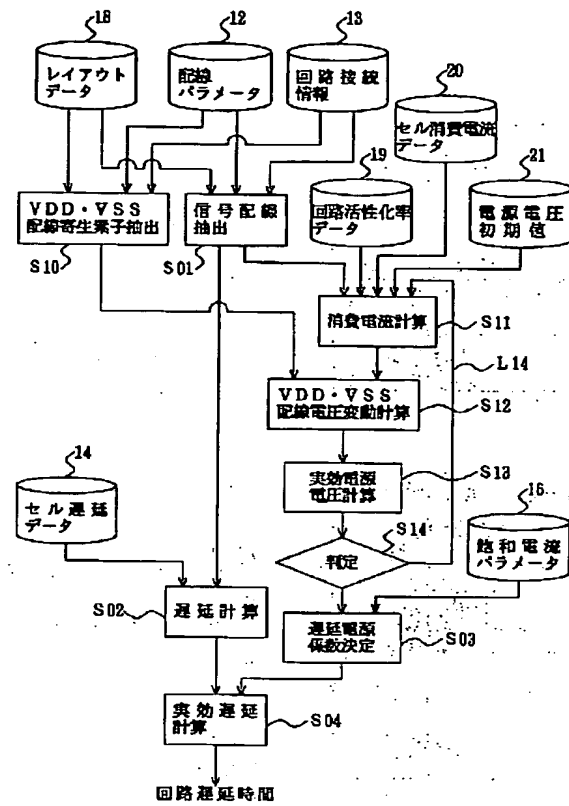 18
12
13
レイアウト
データ
配線
パラメータ
回路接続
情報
20
セル消費電流
データ
19
21
回路活性化率
データ
電源電圧
初期値
VDD・VSS
配線寄生素子抽出
信号配線
抽出
S10
S01
消費電流計算
S11
L14
VDD・VSS
配線電圧変動計算
S12
14
セル遅延
データ
実効電源
電圧計算
S13
16
判定
S14
飽和電流
パラメータ
S02
遅延計算
遅延電源
係数決定
S03
実効遅延
計算
S04
回路遅延時間